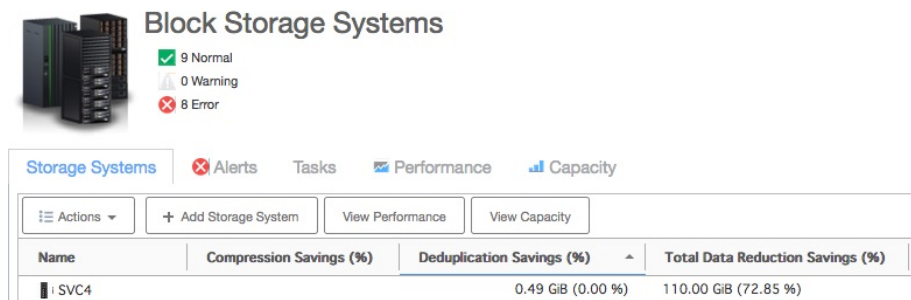 Block Storage Systems
9 Normal
0 Warning
8 Error
Storage Systems Alerts Tasks Performance Capacity
Actions + Add Storage System View Performance View Capacity
Name Compression Savings (%) Deduplication Savings (%) Total Data Reduction Savings (%)
SVC4 0.49 GiB (0.00 %) 110.00 GiB (72.85 %)